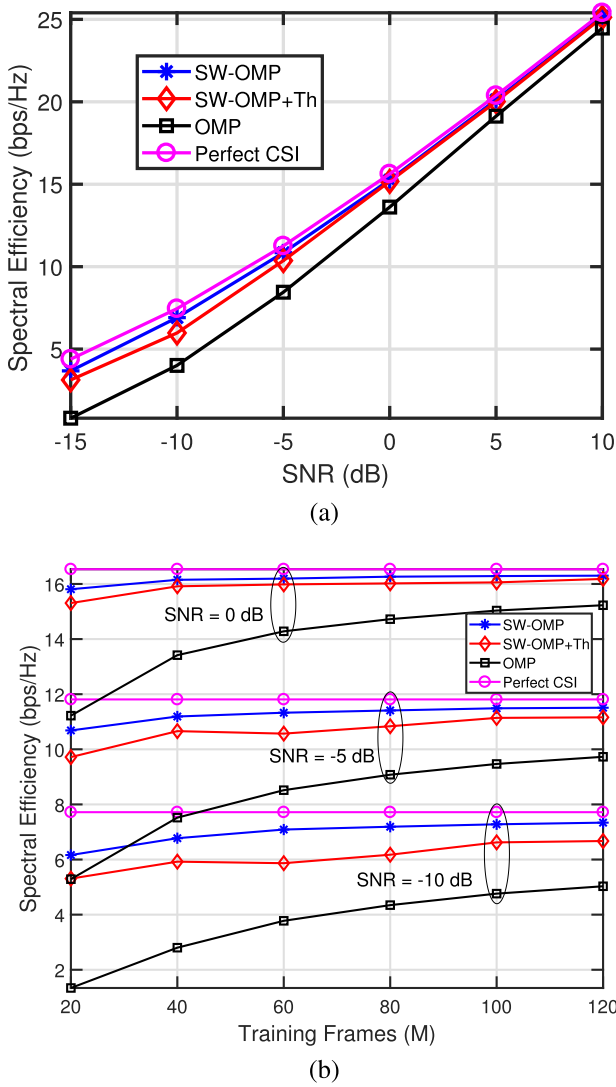 25
20
15
10
5
-15
-10
-5
0
5
10
Spectral Efficiency (bps/Hz)
SNR (dB)
SW-OMP
SW-OMP+Th
OMP
Perfect CSI
(a)
16
14
12
10
8
6
4
2
20
40
60
80
100
120
Spectral Efficiency (bps/Hz)
Training Frames (M)
SNR = 0 dB
SNR = -5 dB
SNR = -10 dB
SW-OMP
SW-OMP+Th
OMP
Perfect CSI
(b)